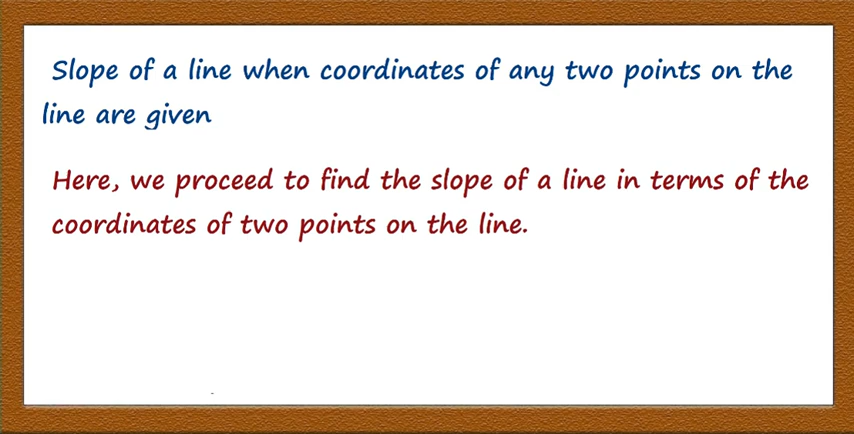 Slope of a line when coordinates of any two points on the
line are given
Here, we proceed to find the slope of a line in terms of the
coordinates of two points on the line.